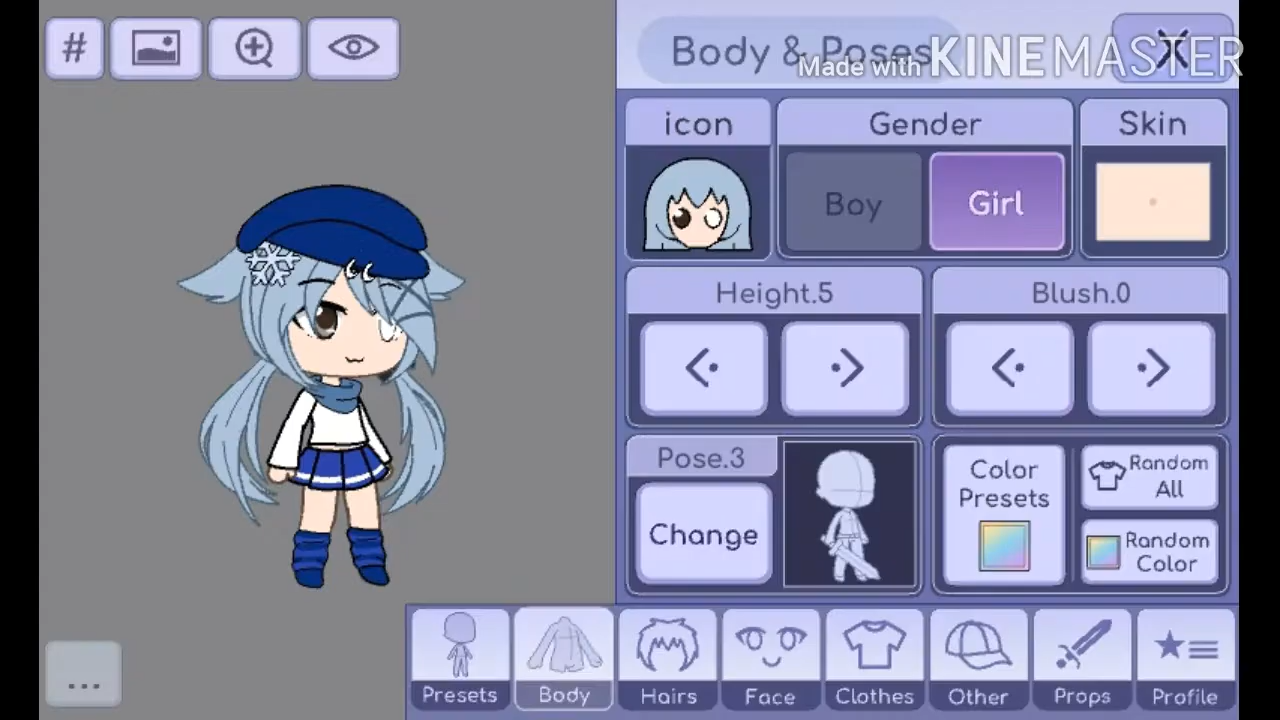 #
Body & Poses
X
Made with KINEMASTER
icon
Gender
Skin
Boy
Girl
Height.5
Blush.0
Pose.3
Change
Color
Presets
Random
All
Random
Color
...
Presets
Body
Hairs
Face
Clothes
Other
Props
Profile